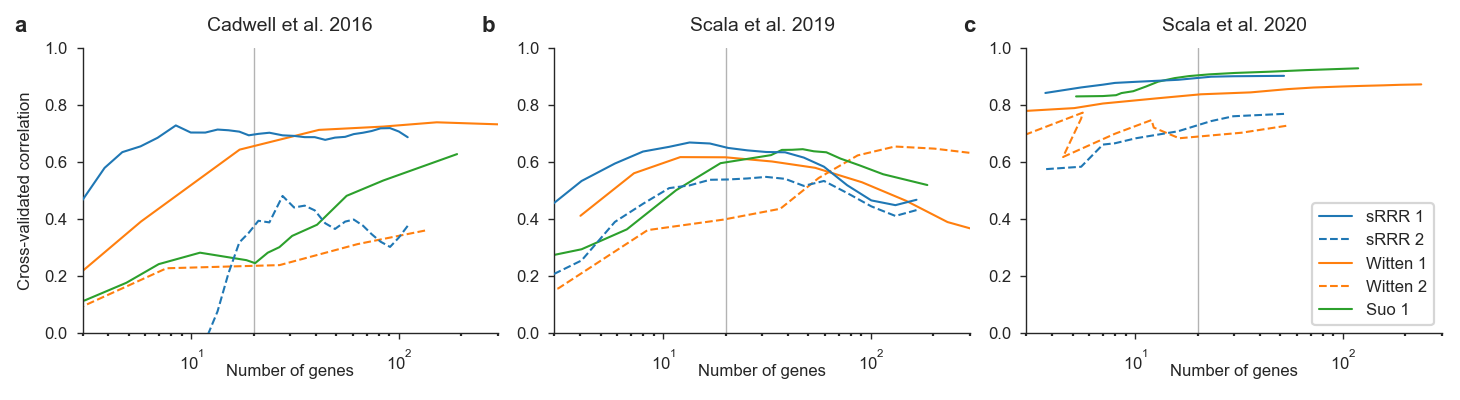 a
Cadwell et al. 2016
b
Scala et al. 2019
c
Scala et al. 2020
Cross-validated correlation
1.0
0.8
0.6
0.4
0.2
0.0
10¹
10²
Number of genes
1.0
0.8
0.6
0.4
0.2
0.0
10¹
10²
Number of genes
1.0
0.8
0.6
0.4
0.2
0.0
10¹
10²
Number of genes
sRRR 1
sRRR 2
Witten 1
Witten 2
Suo 1